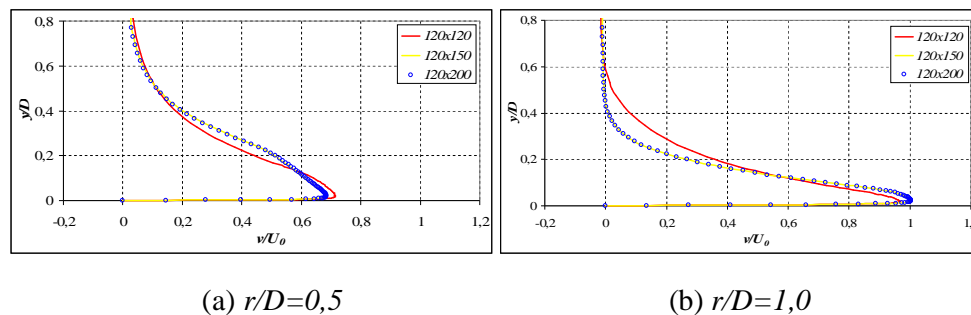 0,8
0,6
0,4
0,2
0
y/D
-0,2 0 0,2 0,4 0,6 0,8 1 1,2
v/U₀
120x120
120x150
120x200
(a) r/D=0,5
0,8
0,6
0,4
0,2
0
y/D
-0,2 0 0,2 0,4 0,6 0,8 1 1,
v/U₀
120x120
120x150
120x200
(b) r/D=1,0